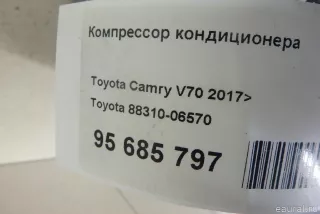 Компрессор кондиционера
Toyota Camry V70 2017>
Toyota 88310-06570
95 685 797